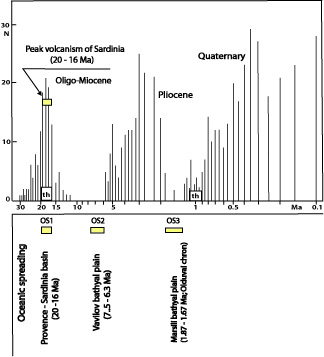 30
N
Peak volcanism of Sardinia
(20 - 16 Ma)
Oligo-Miocene
Quaternary
20
Pliocene
10
th
th
0
30 20 15 5 1 0.5 Ma 0.1
OS1 OS2 OS3
Oceanic spreading
Provence - Sardinia basin
(20 -16 Ma)
Vavilov bathyal plain
(7..5 - 6.3 Ma)
Marsili bathyal plain
(1.87 - 1.67 Ma; Olduvai chron)